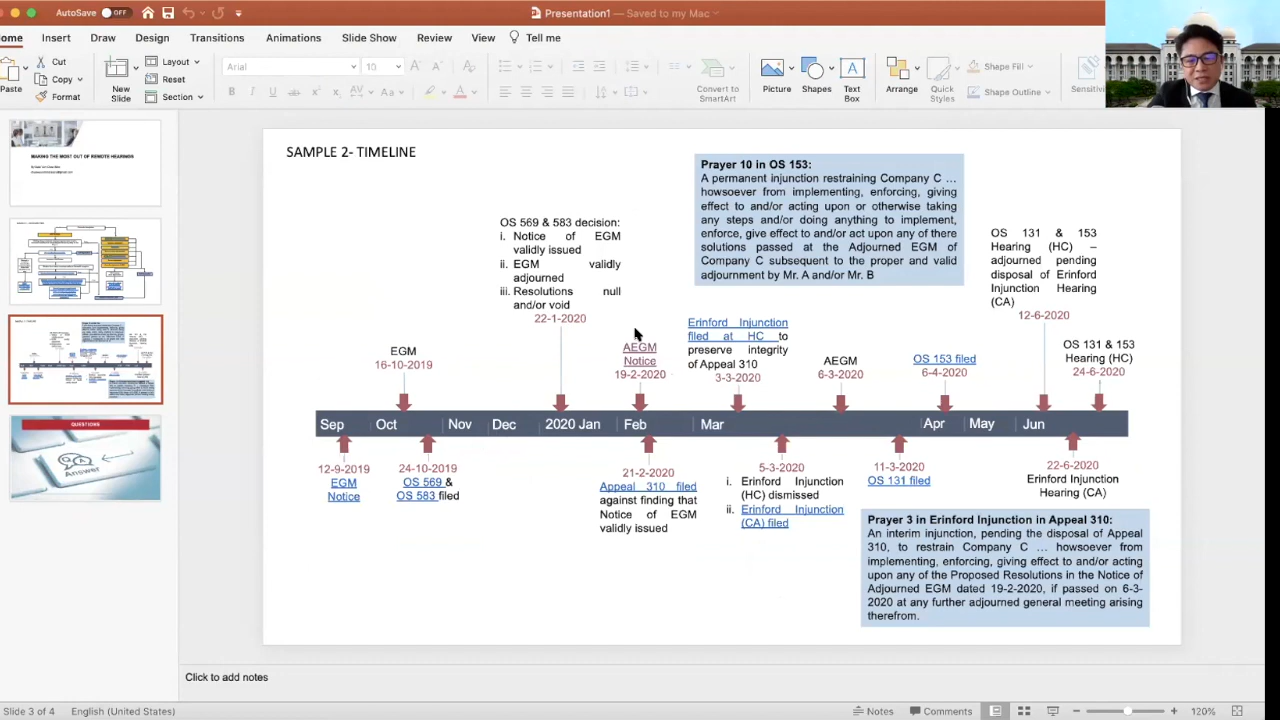 AutoSave OFF
Presentation1 — Saved to my Mac
Home Insert Draw Design Transitions Animations Slide Show Review View Tell me
Paste
Cut
Copy
Format
New Slide
Layout
Reset
Section
Arial 10
Convert to SmartArt
Picture
Shapes
Text Box
Arrange
Quick Styles
Shape Fill
Shape Outline
MAKING THE MOST OUT OF REMOTE HEARINGS
QUESTIONS
Answer
SAMPLE 2- TIMELINE
Prayer 10 in OS 153:
A permanent injunction restraining Company C …
howsoever from implementing, enforcing, giving
effect to and/or acting upon or otherwise taking
any steps and/or doing anything to implement,
enforce, give effect to and/or act upon any of there
solutions passed at the Adjourned EGM of
Company C subsequent to the proper and valid
adjournment by Mr. A and/or Mr. B
OS 569 & 583 decision:
i. Notice of EGM
validly issued
ii. EGM validly
adjourned
iii. Resolutions null
and/or void
22-1-2020
OS 131 & 153
Hearing (HC) –
adjourned pending
disposal of Erinford
Injunction Hearing
(CA)
12-6-2020
EGM
16-10-2019
AEGM
Notice
19-2-2020
Erinford Injunction
filed at HC to
preserve integrity
of Appeal 310
3-3-2020
AEGM
6-3-2020
OS 153 filed
6-4-2020
OS 131 & 153
Hearing (HC)
24-6-2020
Sep Oct Nov Dec 2020 Jan Feb Mar Apr May Jun
12-9-2019
EGM
Notice
24-10-2019
OS 569 &
OS 583 filed
21-2-2020
Appeal 310 filed
against finding that
Notice of EGM
validly issued
5-3-2020
i. Erinford Injunction
(HC) dismissed
ii. Erinford Injunction
(CA) filed
11-3-2020
OS 131 filed
22-6-2020
Erinford Injunction
Hearing (CA)
Prayer 3 in Erinford Injunction in Appeal 310:
An interim injunction, pending the disposal of Appeal
310, to restrain Company C … howsoever from
implementing, enforcing, giving effect to and/or acting
upon any of the Proposed Resolutions in the Notice of
Adjourned EGM dated 19-2-2020, if passed on 6-3-
2020 at any further adjourned general meeting arising
therefrom.
Click to add notes
Slide 3 of 4 English (United States) Notes Comments 120%